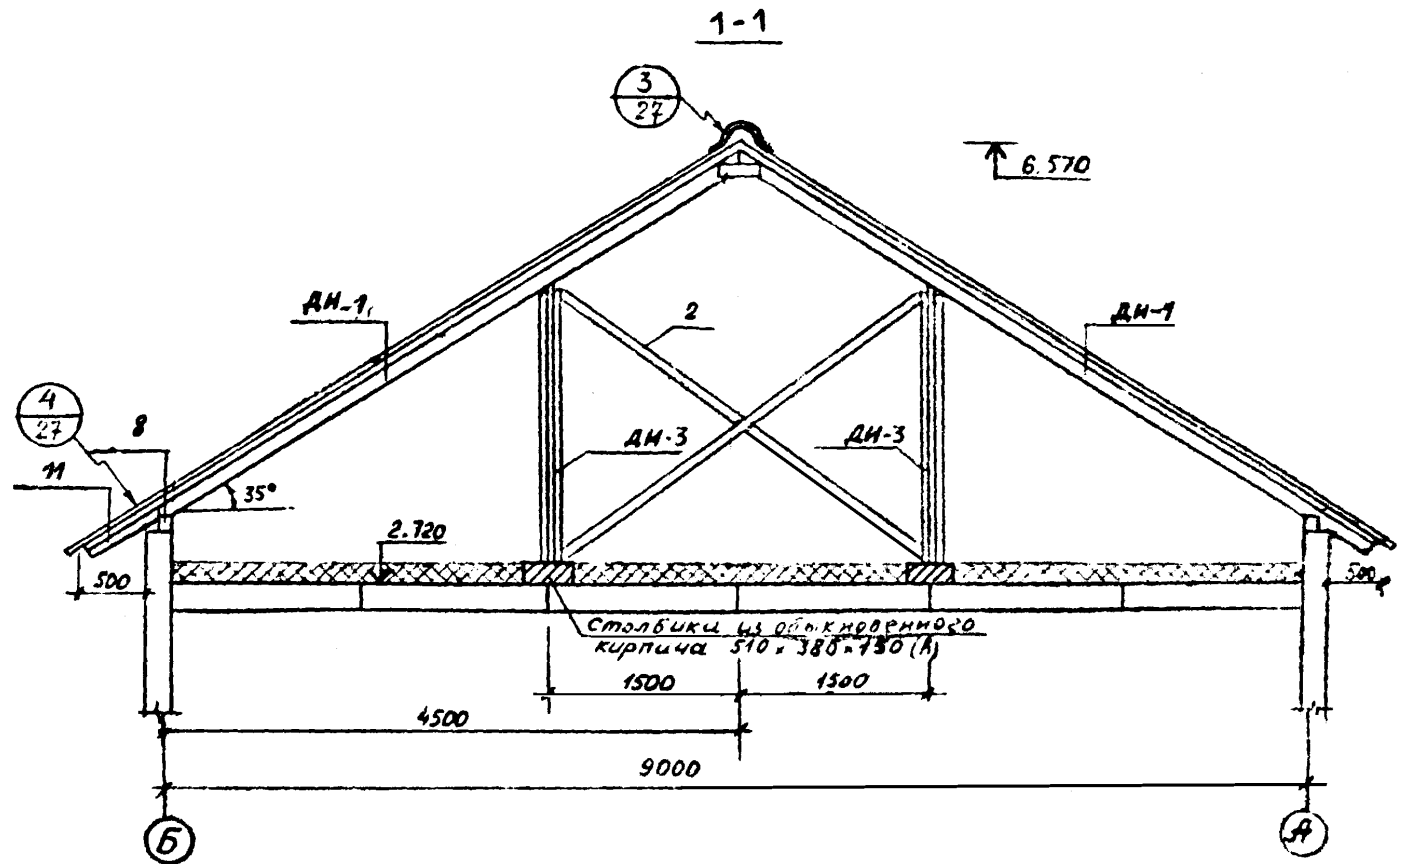 1-1
3
27
6.570
ДН-1
2
ДН-1
4
27
8
ДН-3
ДН-3
11
35°
2.720
500
500
Столбики из обыкновенного
кирпича 510 × 380 × 150 (h)
1500
1500
4500
9000
Б
А